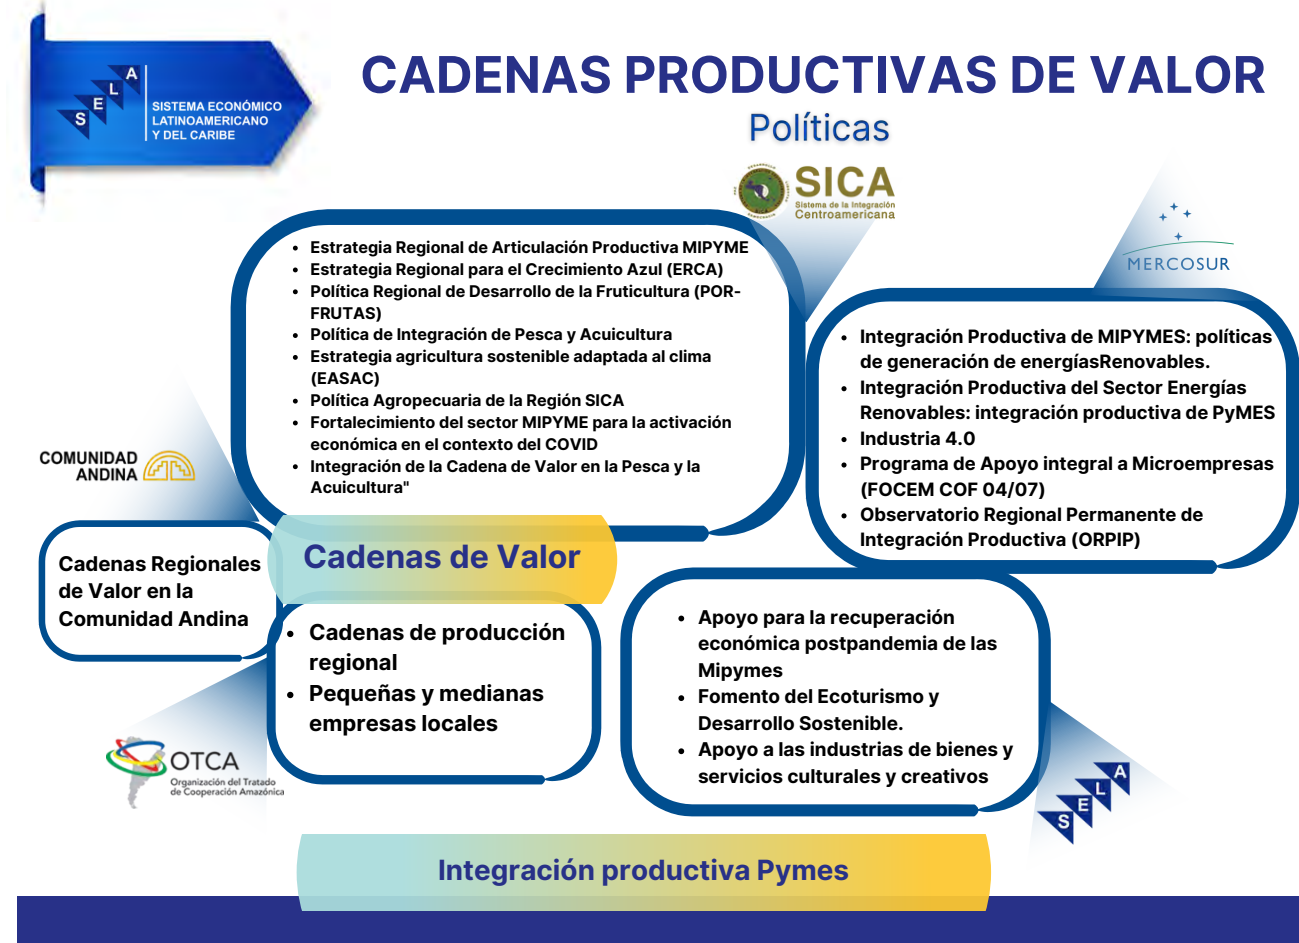 SELA
SISTEMA ECONÓMICO
LATINOAMERICANO
Y DEL CARIBE
CADENAS PRODUCTIVAS DE VALOR
Políticas
SICA
Sistema de la Integración
Centroamericana
MERCOSUR
• Estrategia Regional de Articulación Productiva MIPYME
• Estrategia Regional para el Crecimiento Azul (ERCA)
• Política Regional de Desarrollo de la Fruticultura (POR-
FRUTAS)
• Política de Integración de Pesca y Acuicultura
• Estrategia agricultura sostenible adaptada al clima
(EASAC)
• Política Agropecuaria de la Región SICA
• Fortalecimiento del sector MIPYME para la activación
económica en el contexto del COVID
• Integración de la Cadena de Valor en la Pesca y la
Acuicultura"
• Integración Productiva de MIPYMES: políticas
de generación de energíasRenovables.
• Integración Productiva del Sector Energías
Renovables: integración productiva de PyMES
• Industria 4.0
• Programa de Apoyo integral a Microempresas
(FOCEM COF 04/07)
• Observatorio Regional Permanente de
Integración Productiva (ORPIP)
COMUNIDAD
ANDINA
Cadenas Regionales
de Valor en la
Comunidad Andina
Cadenas de Valor
• Cadenas de producción
regional
• Pequeñas y medianas
empresas locales
• Apoyo para la recuperación
económica postpandemia de las
Mipymes
• Fomento del Ecoturismo y
Desarrollo Sostenible.
• Apoyo a las industrias de bienes y
servicios culturales y creativos
OTCA
Organización del Tratado
de Cooperación Amazónica
SELA
Integración productiva Pymes